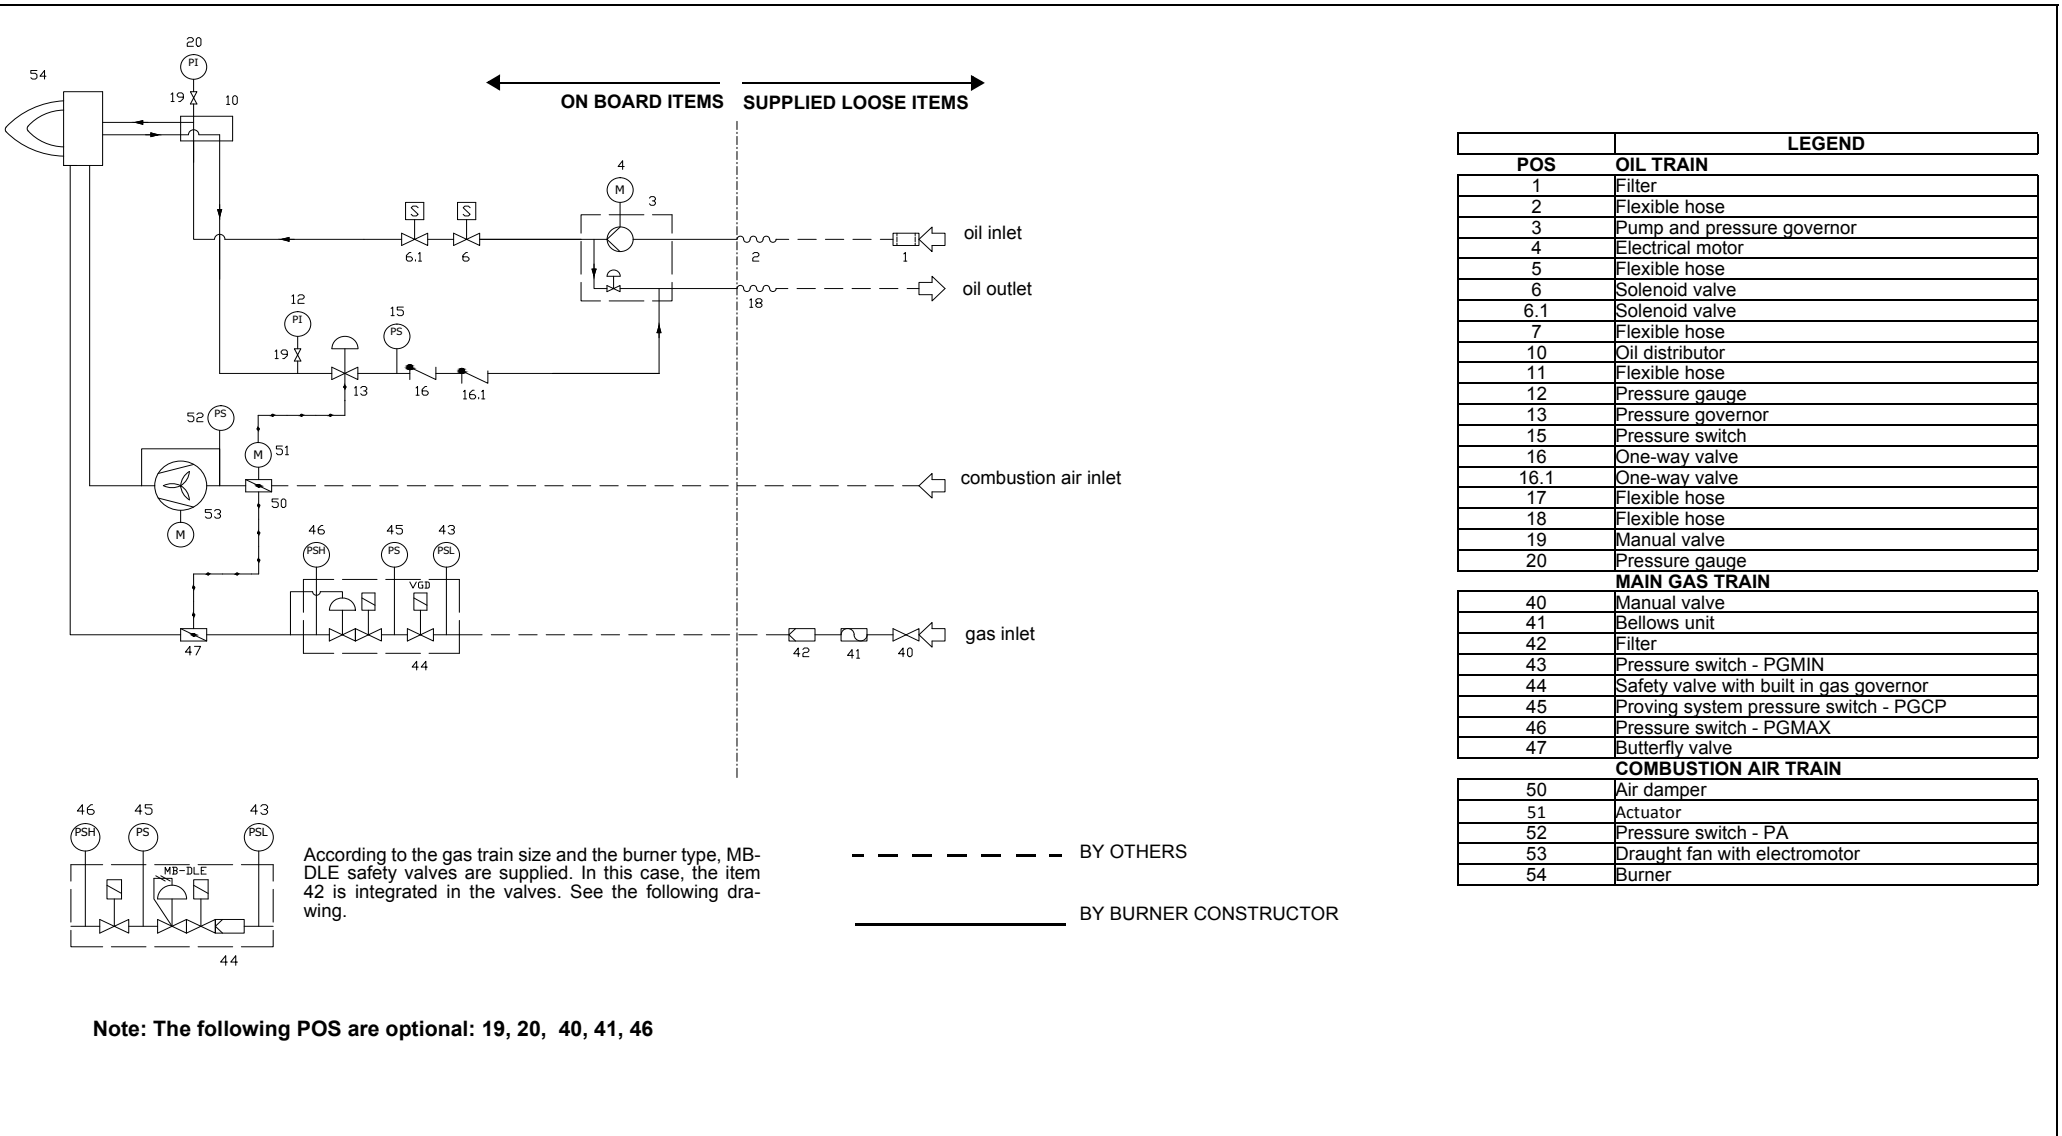 20
PI
54
19
10
ON BOARD ITEMS
SUPPLIED LOOSE ITEMS
4
M
3
S
S
oil inlet
6.1
6
2
1
oil outlet
18
12
PI
15
PS
19
13
16
16.1
52
PS
M
51
combustion air inlet
50
53
M
46
45
43
PSH
PS
PSL
VGD
gas inlet
47
44
42
41
40
46
45
43
PSH
PS
PSL
MB-DLE
44
According to the gas train size and the burner type, MB-
DLE safety valves are supplied. In this case, the item
42 is integrated in the valves. See the following dra-
wing.
BY OTHERS
BY BURNER CONSTRUCTOR
Note: The following POS are optional: 19, 20, 40, 41, 46
LEGEND
POS OIL TRAIN
1 Filter
2 Flexible hose
3 Pump and pressure governor
4 Electrical motor
5 Flexible hose
6 Solenoid valve
6.1 Solenoid valve
7 Flexible hose
10 Oil distributor
11 Flexible hose
12 Pressure gauge
13 Pressure governor
15 Pressure switch
16 One-way valve
16.1 One-way valve
17 Flexible hose
18 Flexible hose
19 Manual valve
20 Pressure gauge
MAIN GAS TRAIN
40 Manual valve
41 Bellows unit
42 Filter
43 Pressure switch - PGMIN
44 Safety valve with built in gas governor
45 Proving system pressure switch - PGCP
46 Pressure switch - PGMAX
47 Butterfly valve
COMBUSTION AIR TRAIN
50 Air damper
51 Actuator
52 Pressure switch - PA
53 Draught fan with electromotor
54 Burner